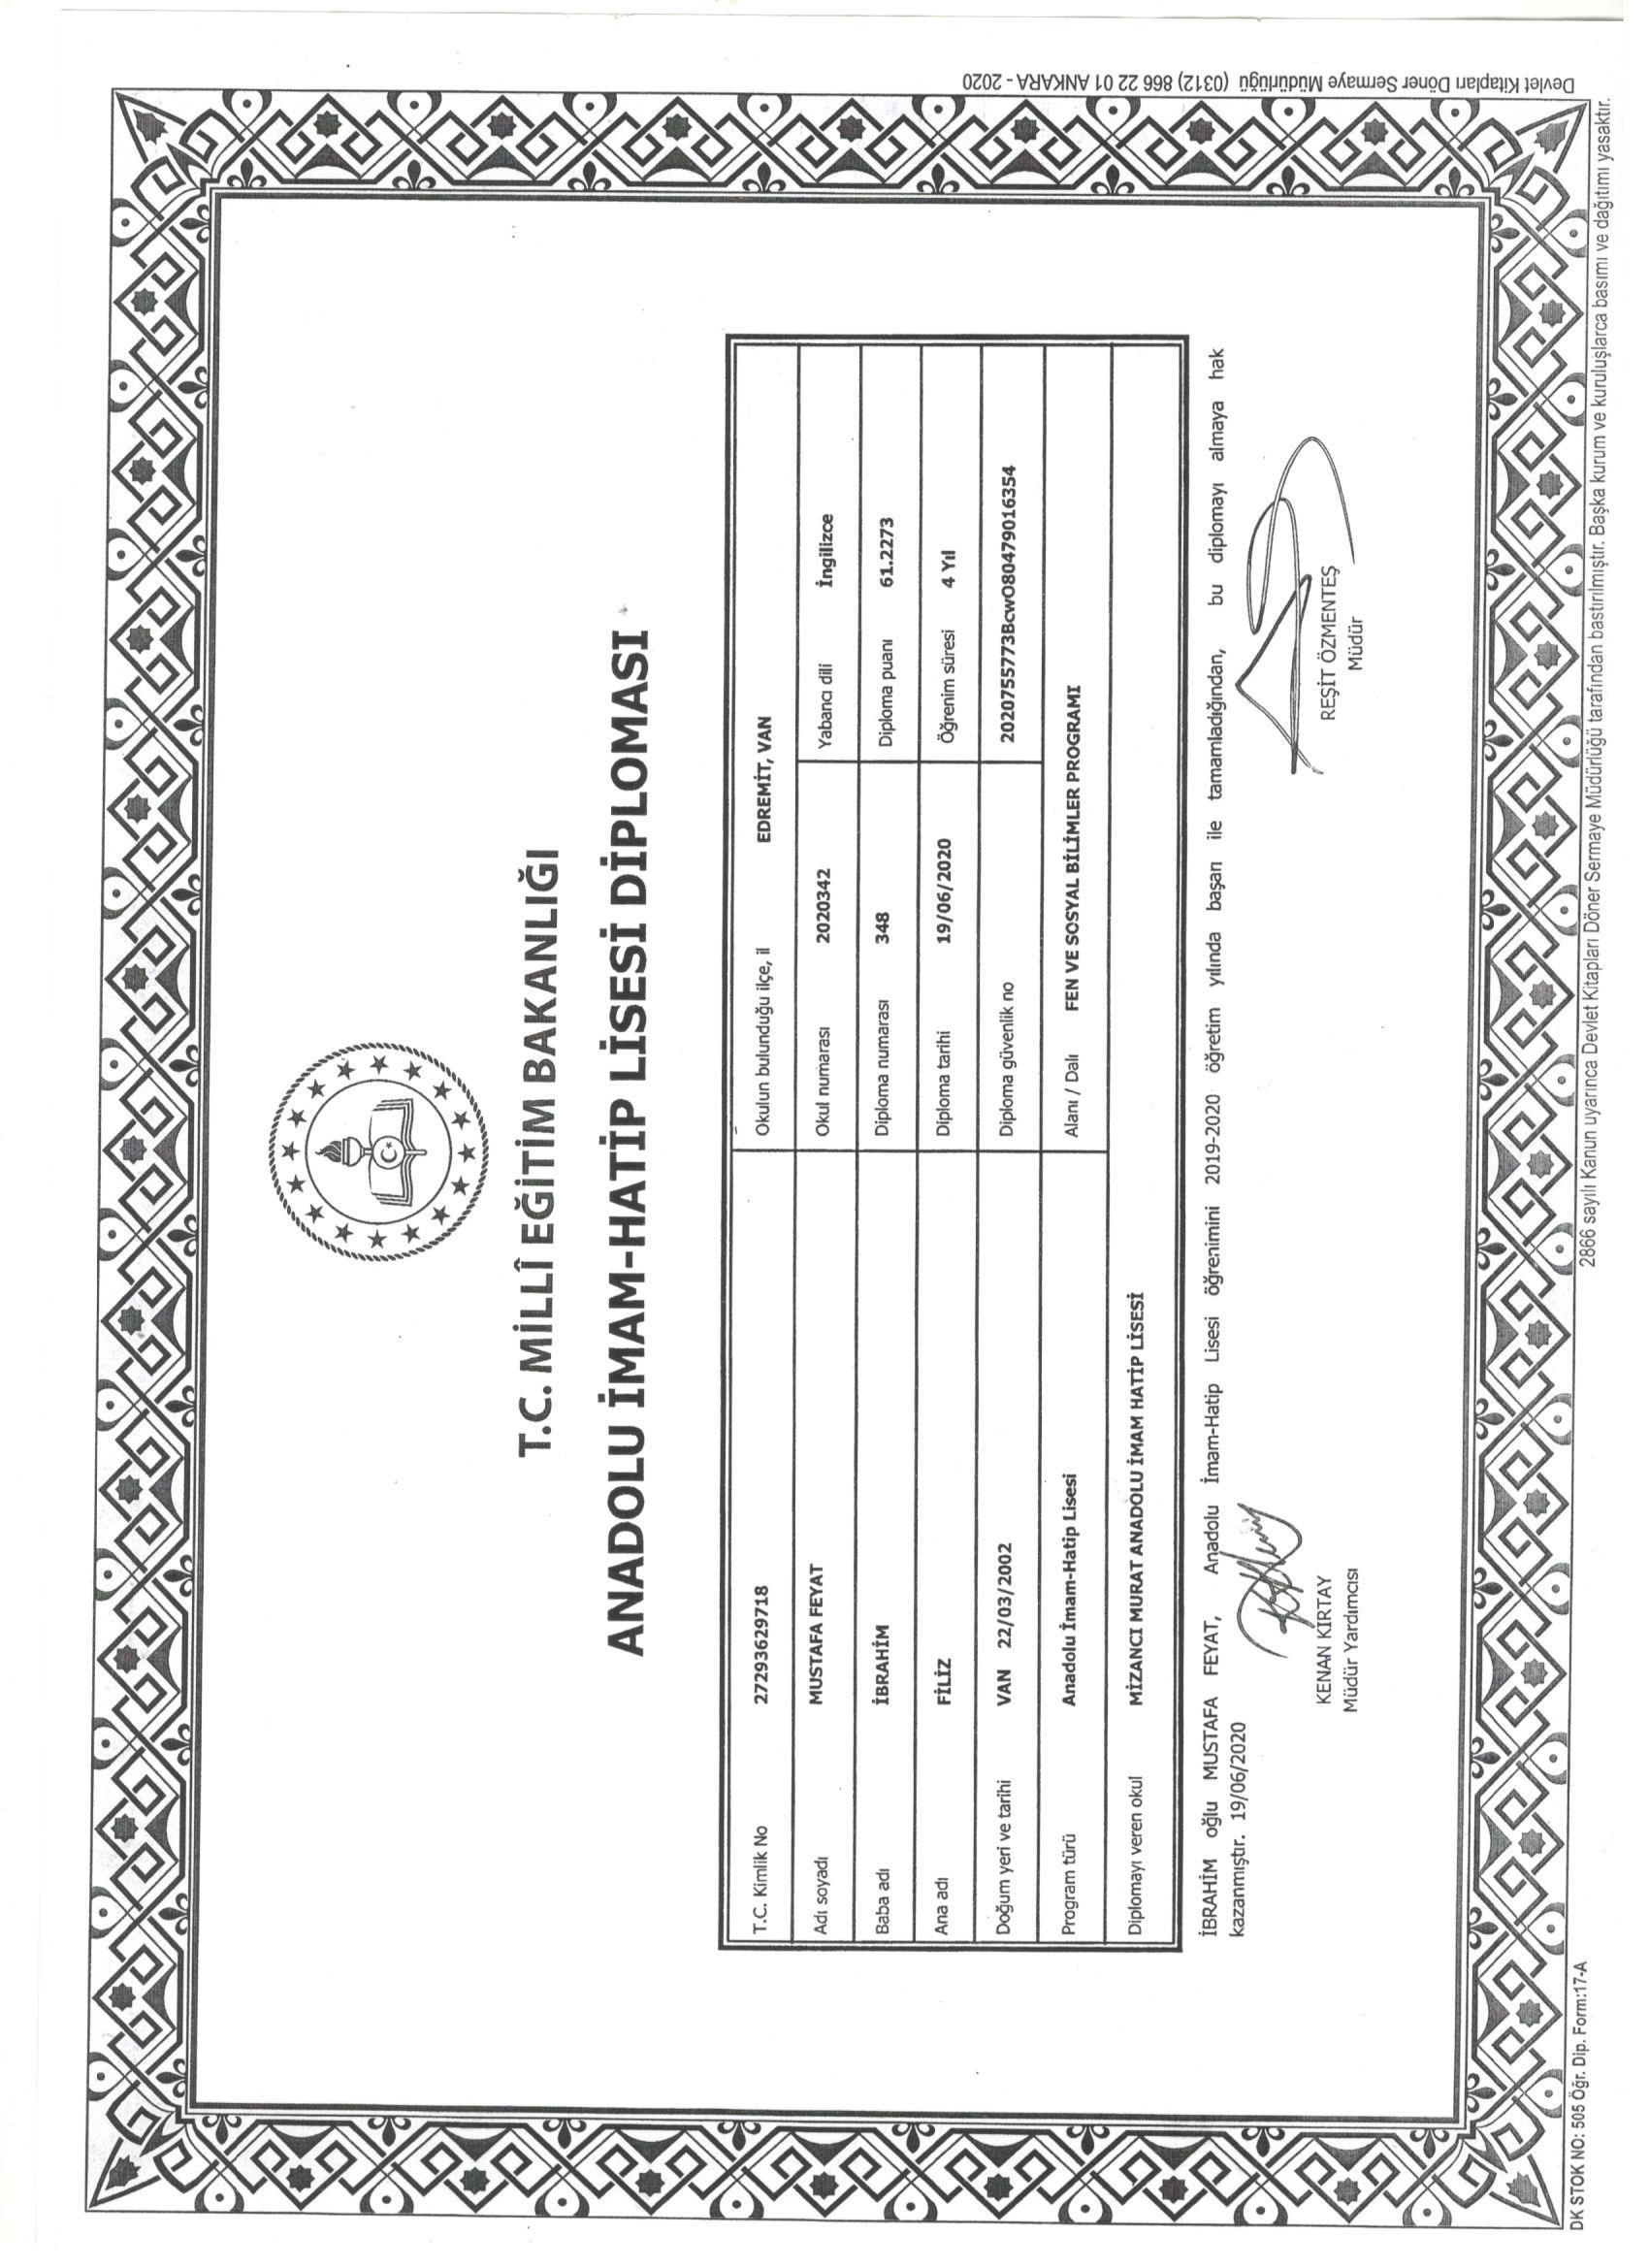 Devlet Kitapları Döner Sermaye Müdürlüğü (0312) 866 22 01 ANKARA - 2020
T.C. MİLLÎ EĞİTİM BAKANLIĞI
ANADOLU İMAM-HATİP LİSESİ DİPLOMASI
T.C. Kimlik No 27293629718 Okulun bulunduğu ilçe, il EDREMİT, VAN
Adı soyadı MUSTAFA FEYAT Okul numarası 2020342 Yabancı dili İngilizce
Baba adı İBRAHİM Diploma numarası 348 Diploma puanı 61.2273
Ana adı FİLİZ Diploma tarihi 19/06/2020 Öğrenim süresi 4 Yıl
Doğum yeri ve tarihi VAN 22/03/2002 Diploma güvenlik no 2020755773BcwO80479016354
Program türü Anadolu İmam-Hatip Lisesi Alanı / Dalı FEN VE SOSYAL BİLİMLER PROGRAMI
Diplomayı veren okul MİZANCI MURAT ANADOLU İMAM HATİP LİSESİ
İBRAHİM oğlu MUSTAFA FEYAT, Anadolu İmam-Hatip Lisesi öğrenimini 2019-2020 öğretim yılında başarı ile tamamladığından, bu diplomayı almaya hak
kazanmıştır. 19/06/2020
KENAN KIRTAY REŞİT ÖZMENTEŞ
Müdür Yardımcısı Müdür
DK STOK NO: 505 Öğr. Dip. Form:17-A 2866 sayılı Kanun uyarınca Devlet Kitapları Döner Sermaye Müdürlüğü tarafından bastırılmıştır. Başka kurum ve kuruluşlarca basımı ve dağıtımı yasaktır.